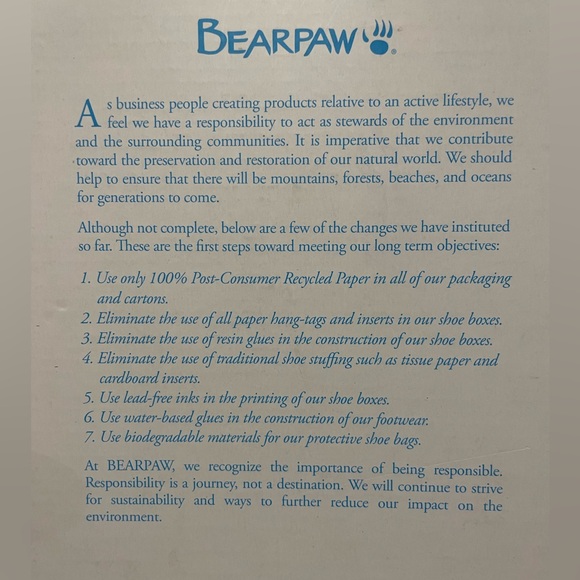 BEARPAW®
As business people creating products relative to an active lifestyle, we
feel we have a responsibility to act as stewards of the environment
and the surrounding communities. It is imperative that we contribute
toward the preservation and restoration of our natural world. We should
help to ensure that there will be mountains, forests, beaches, and oceans
for generations to come.
Although not complete, below are a few of the changes we have instituted
so far. These are the first steps toward meeting our long term objectives:
1. Use only 100% Post-Consumer Recycled Paper in all of our packaging
and cartons.
2. Eliminate the use of all paper hang-tags and inserts in our shoe boxes.
3. Eliminate the use of resin glues in the construction of our shoe boxes.
4. Eliminate the use of traditional shoe stuffing such as tissue paper and
cardboard inserts.
5. Use lead-free inks in the printing of our shoe boxes.
6. Use water-based glues in the construction of our footwear.
7. Use biodegradable materials for our protective shoe bags.
At BEARPAW, we recognize the importance of being responsible.
Responsibility is a journey, not a destination. We will continue to strive
for sustainability and ways to further reduce our impact on the
environment.